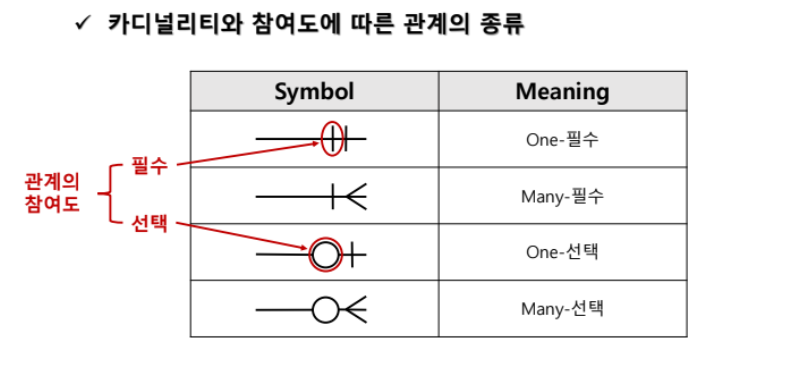 ✓ 카디널리티와 참여도에 따른 관계의 종류
Symbol Meaning
One-필수
Many-필수
One-선택
Many-선택
관계의
참여도
필수
선택